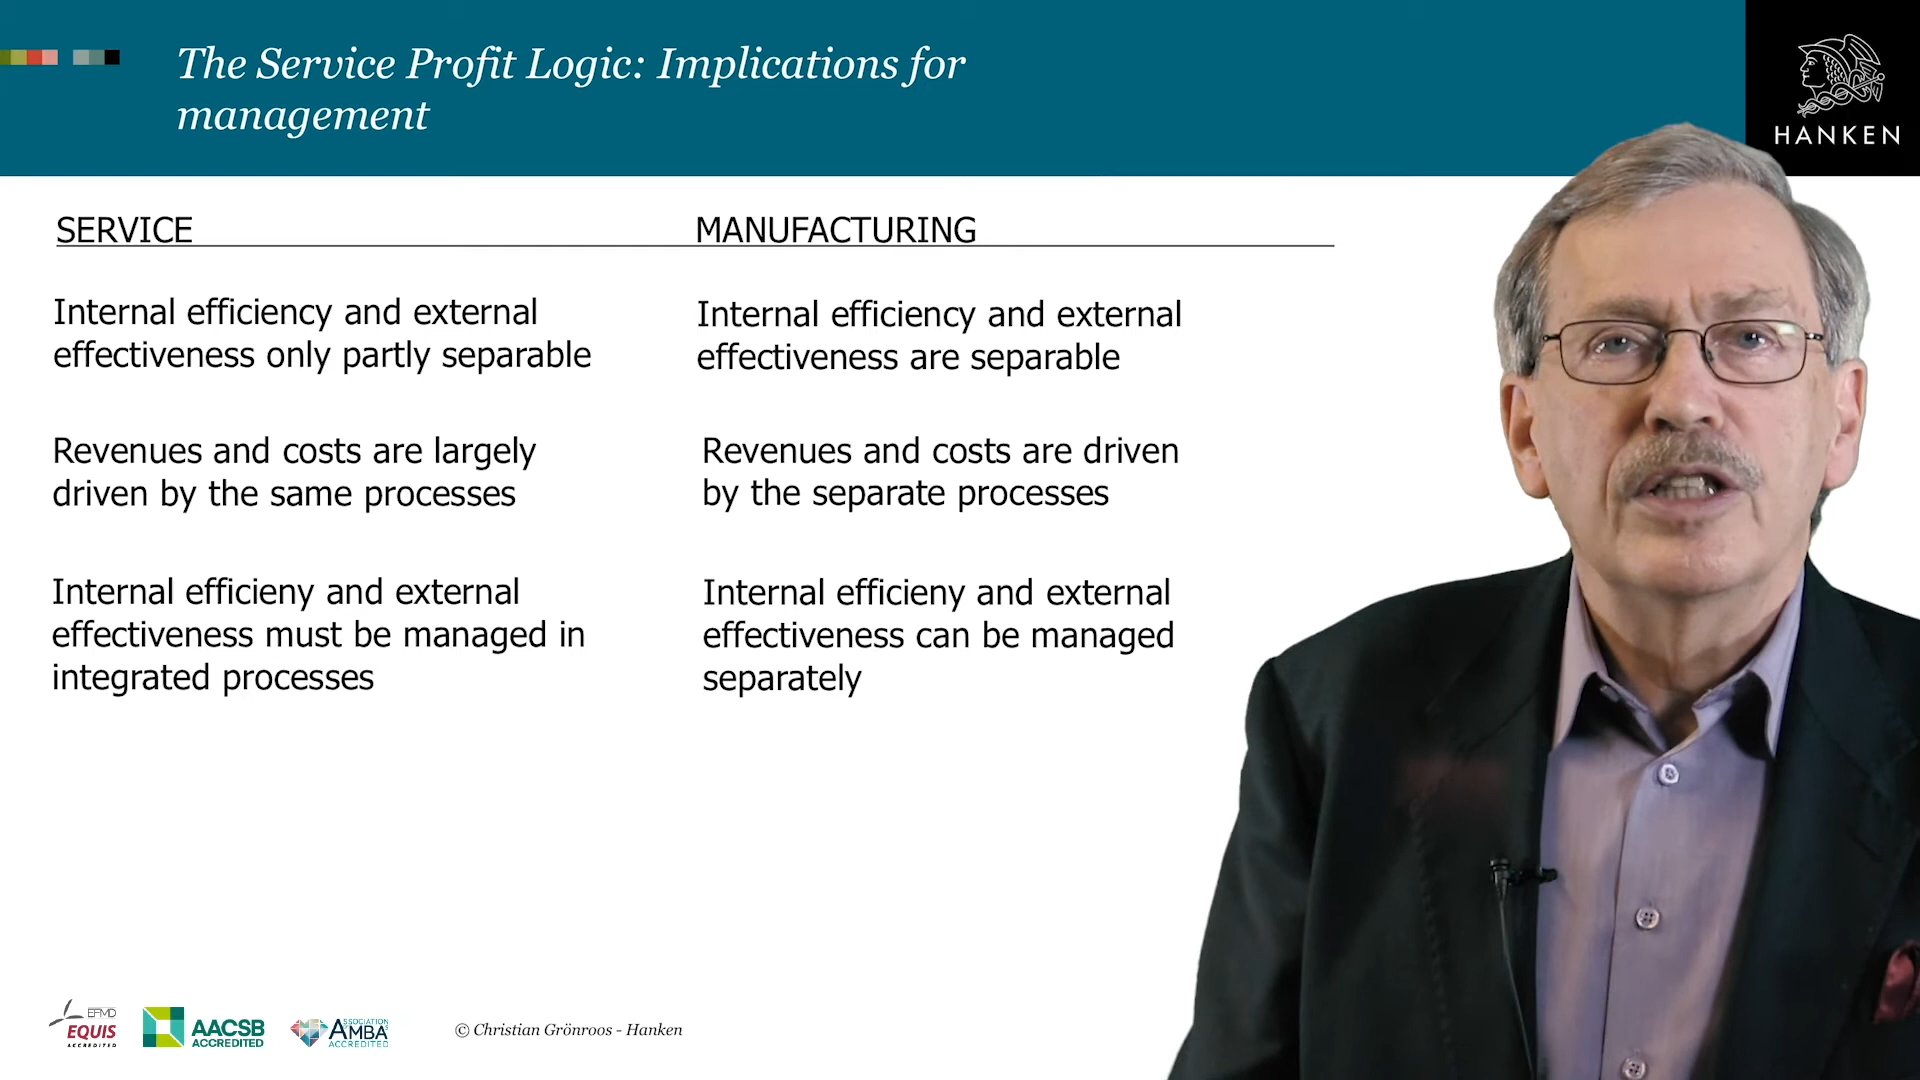 The Service Profit Logic: Implications for
management
HANKEN
SERVICE
MANUFACTURING
Internal efficiency and external
effectiveness only partly separable
Internal efficiency and external
effectiveness are separable
Revenues and costs are largely
driven by the same processes
Revenues and costs are driven
by the separate processes
Internal efficieny and external
effectiveness must be managed in
integrated processes
Internal efficieny and external
effectiveness can be managed
separately
EFMD
EQUIS
ACCREDITED
AACSB
ACCREDITED
ASSOCIATION
AMBA
ACCREDITED
© Christian Grönroos - Hanken